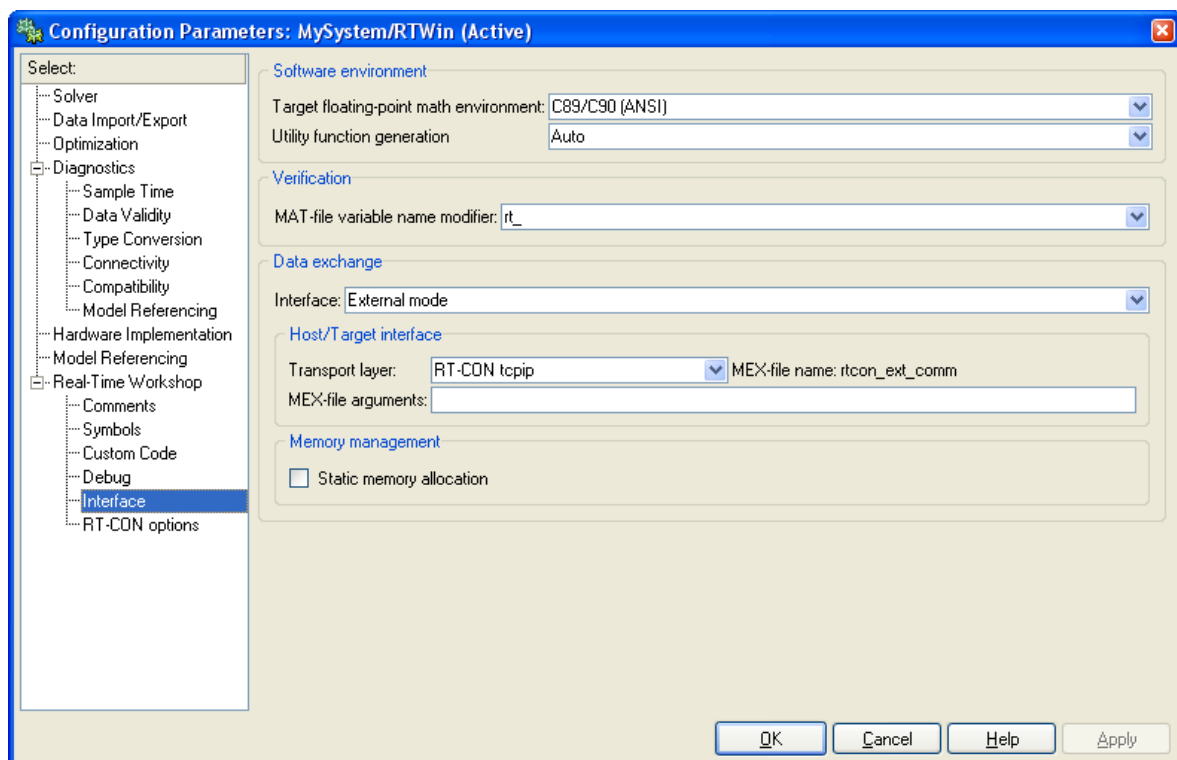 Configuration Parameters: MySystem/RTWin (Active)
Select:
Solver
Data Import/Export
Optimization
Diagnostics
Sample Time
Data Validity
Type Conversion
Connectivity
Compatibility
Model Referencing
Hardware Implementation
Model Referencing
Real-Time Workshop
Comments
Symbols
Custom Code
Debug
Interface
RT-CON options
Software environment
Target floating-point math environment: C89/C90 (ANSI)
Utility function generation Auto
Verification
MAT-file variable name modifier: rt_
Data exchange
Interface: External mode
Host/Target interface
Transport layer: RT-CON tcpip MEX-file name: rtcon_ext_comm
MEX-file arguments:
Memory management
Static memory allocation
OK Cancel Help Apply